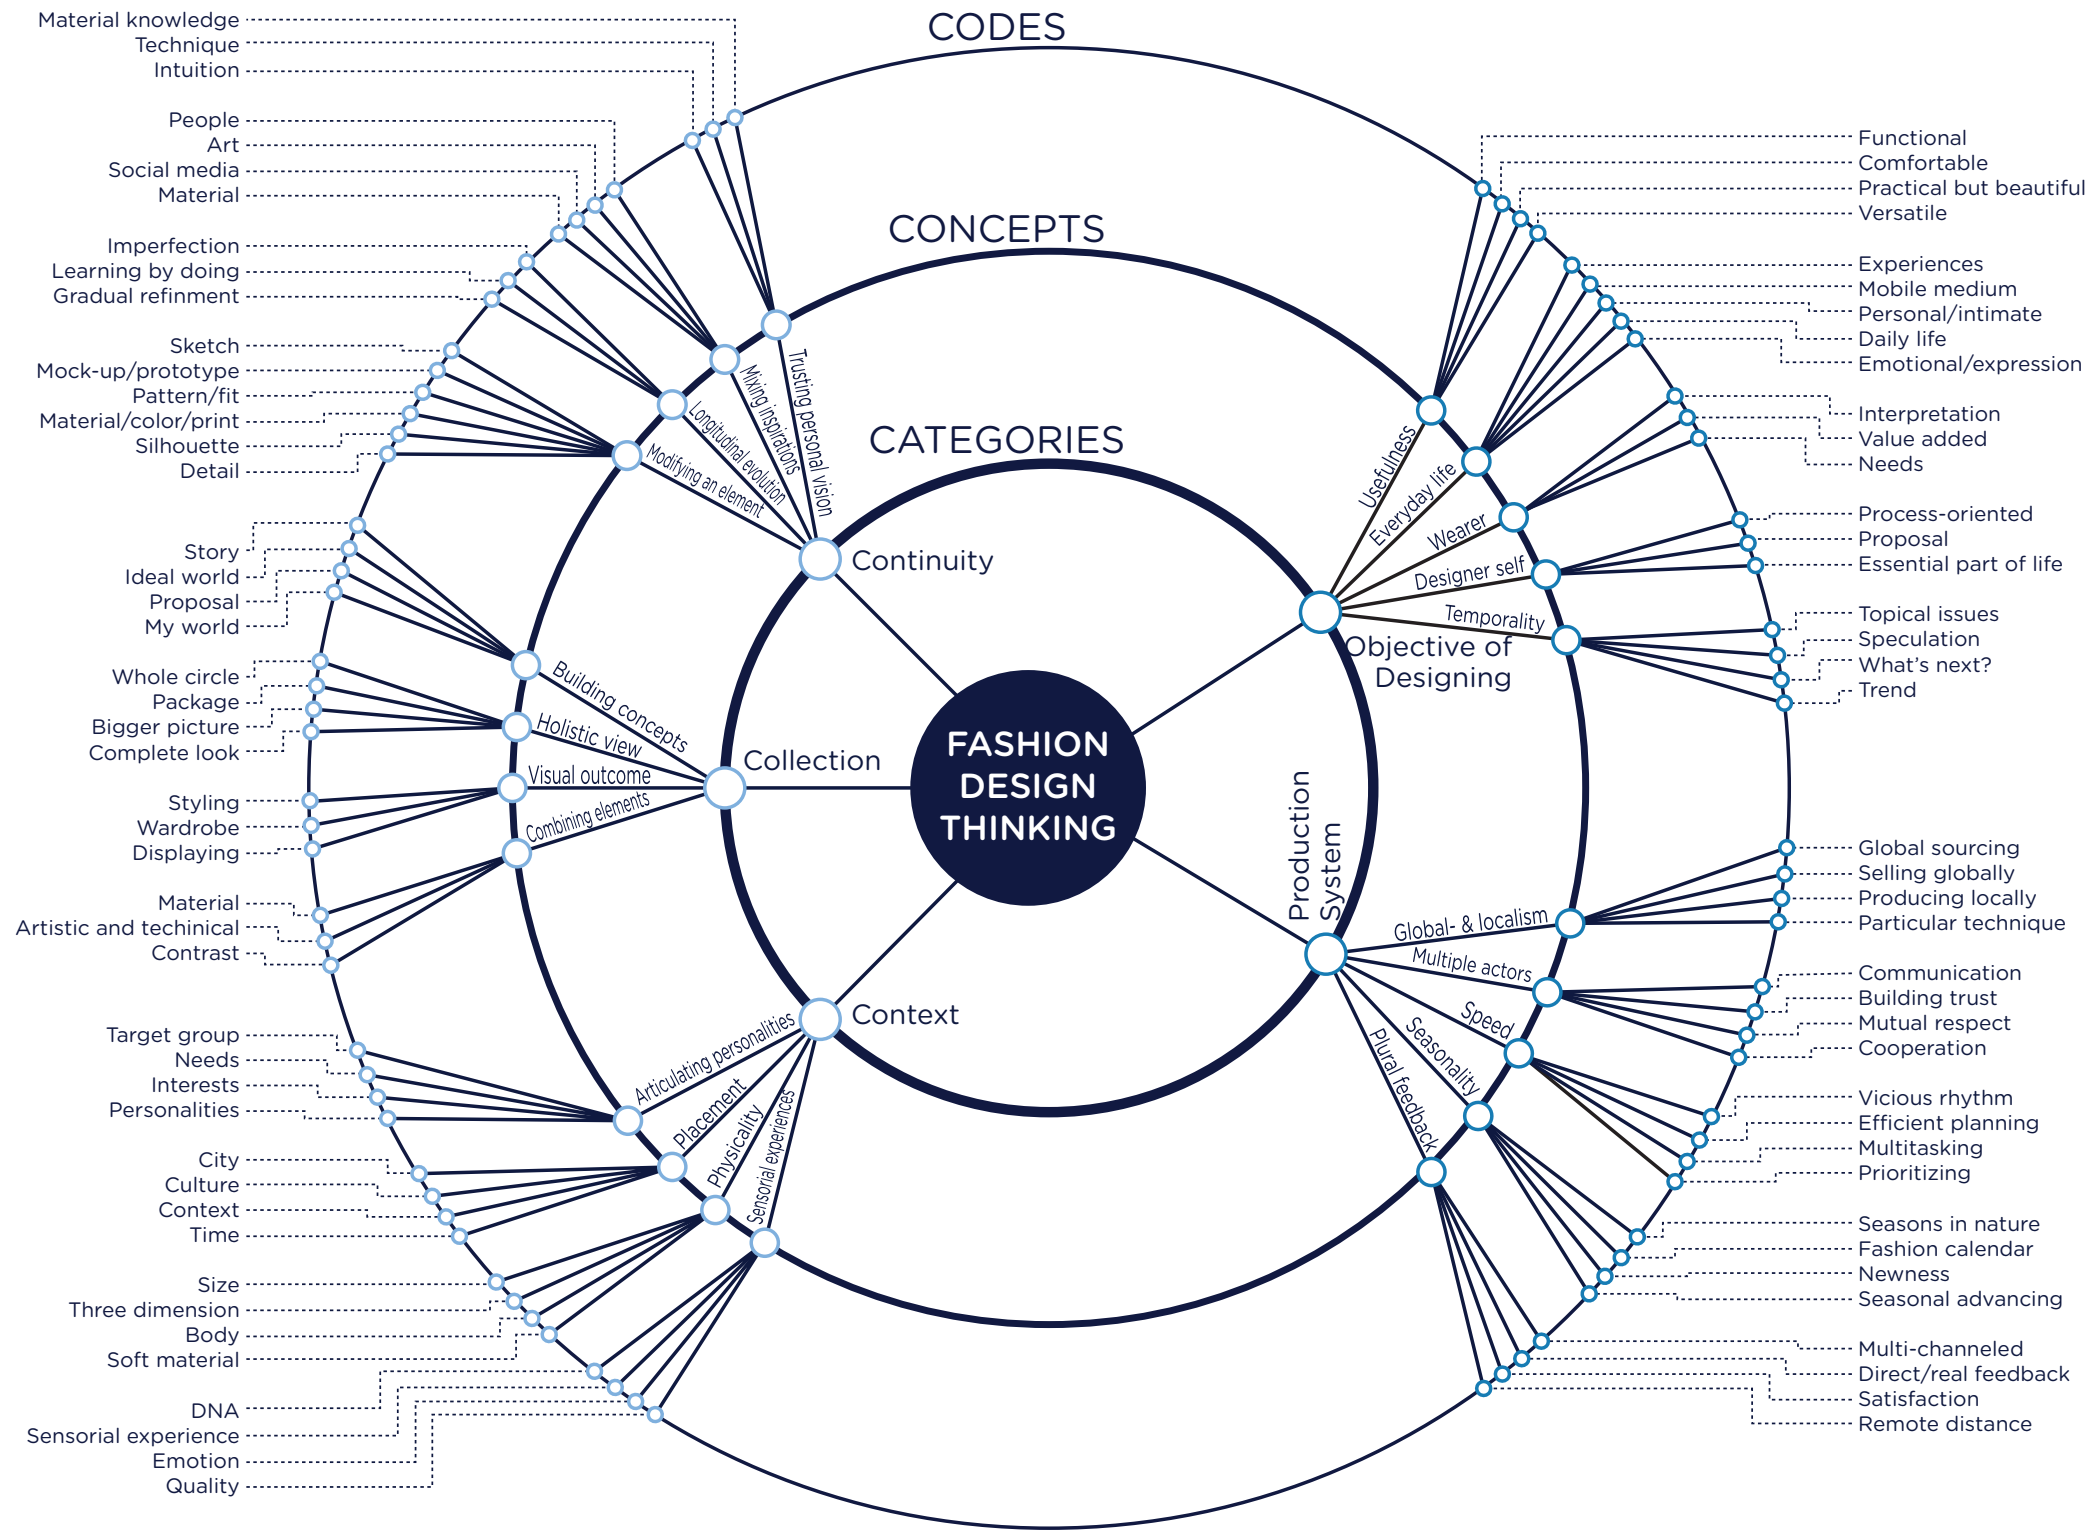 CODES
CONCEPTS
CATEGORIES
FASHION
DESIGN
THINKING
Continuity
Trusting personal vision
Mixing inspirations
Longitudinal evolution
Modifying an element
Material knowledge
Technique
Intuition
People
Art
Social media
Material
Imperfection
Learning by doing
Gradual refinment
Sketch
Mock-up/prototype
Pattern/fit
Material/color/print
Silhouette
Detail
Collection
Building concepts
Holistic view
Visual outcome
Combining elements
Story
Ideal world
Proposal
My world
Whole circle
Package
Bigger picture
Complete look
Styling
Wardrobe
Displaying
Material
Artistic and techinical
Contrast
Context
Articulating personalities
Placement
Physicality
Sensorial experiences
Target group
Needs
Interests
Personalities
City
Culture
Context
Time
Size
Three dimension
Body
Soft material
DNA
Sensorial experience
Emotion
Quality
Objective of
Designing
Usefulness
Everyday life
Wearer
Designer self
Temporality
Functional
Comfortable
Practical but beautiful
Versatile
Experiences
Mobile medium
Personal/intimate
Daily life
Emotional/expression
Interpretation
Value added
Needs
Process-oriented
Proposal
Essential part of life
Topical issues
Speculation
What's next?
Trend
Production
System
Global- & localism
Multiple actors
Speed
Seasonality
Plural feedback
Global sourcing
Selling globally
Producing locally
Particular technique
Communication
Building trust
Mutual respect
Cooperation
Vicious rhythm
Efficient planning
Multitasking
Prioritizing
Seasons in nature
Fashion calendar
Newness
Seasonal advancing
Multi-channeled
Direct/real feedback
Satisfaction
Remote distance